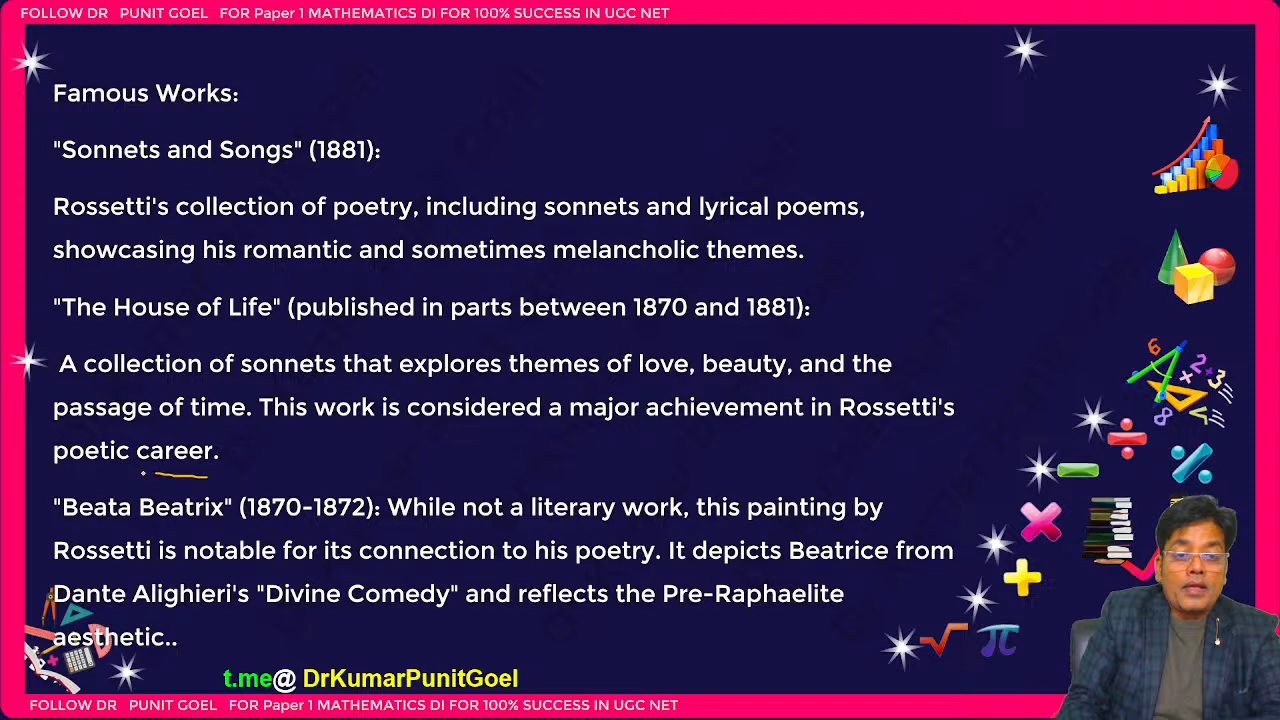 FOLLOW DR PUNIT GOEL FOR Paper 1 MATHEMATICS DI FOR 100% SUCCESS IN UGC NET
Famous Works:
"Sonnets and Songs" (1881):
Rossetti's collection of poetry, including sonnets and lyrical poems,
showcasing his romantic and sometimes melancholic themes.
"The House of Life" (published in parts between 1870 and 1881):
A collection of sonnets that explores themes of love, beauty, and the
passage of time. This work is considered a major achievement in Rossetti's
poetic career.
"Beata Beatrix" (1870-1872): While not a literary work, this painting by
Rossetti is notable for its connection to his poetry. It depicts Beatrice from
Dante Alighieri's "Divine Comedy" and reflects the Pre-Raphaelite
aesthetic..
t.me@ DrKumarPunitGoel
FOLLOW DR PUNIT GOEL FOR Paper 1 MATHEMATICS DI FOR 100% SUCCESS IN UGC NET